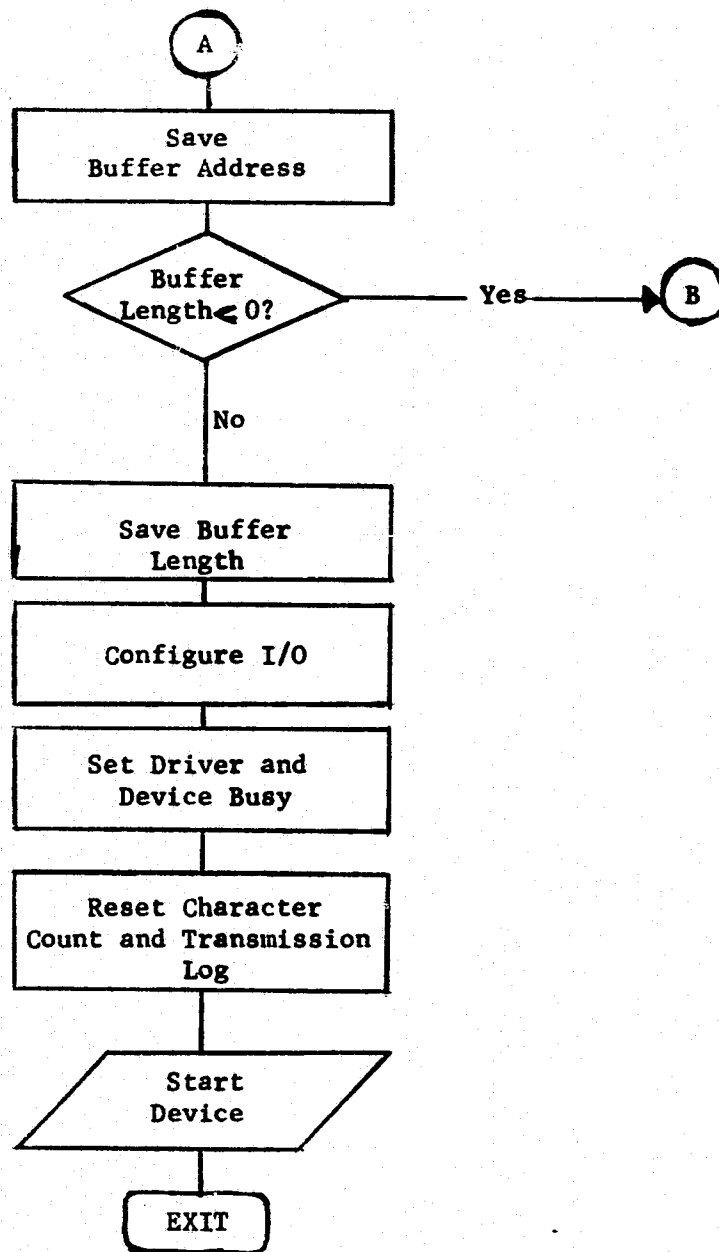 A
Save
Buffer Address
Buffer
Length ⩽ 0?
Yes
B
No
Save Buffer
Length
Configure I/O
Set Driver and
Device Busy
Reset Character
Count and Transmission
Log
Start
Device
EXIT